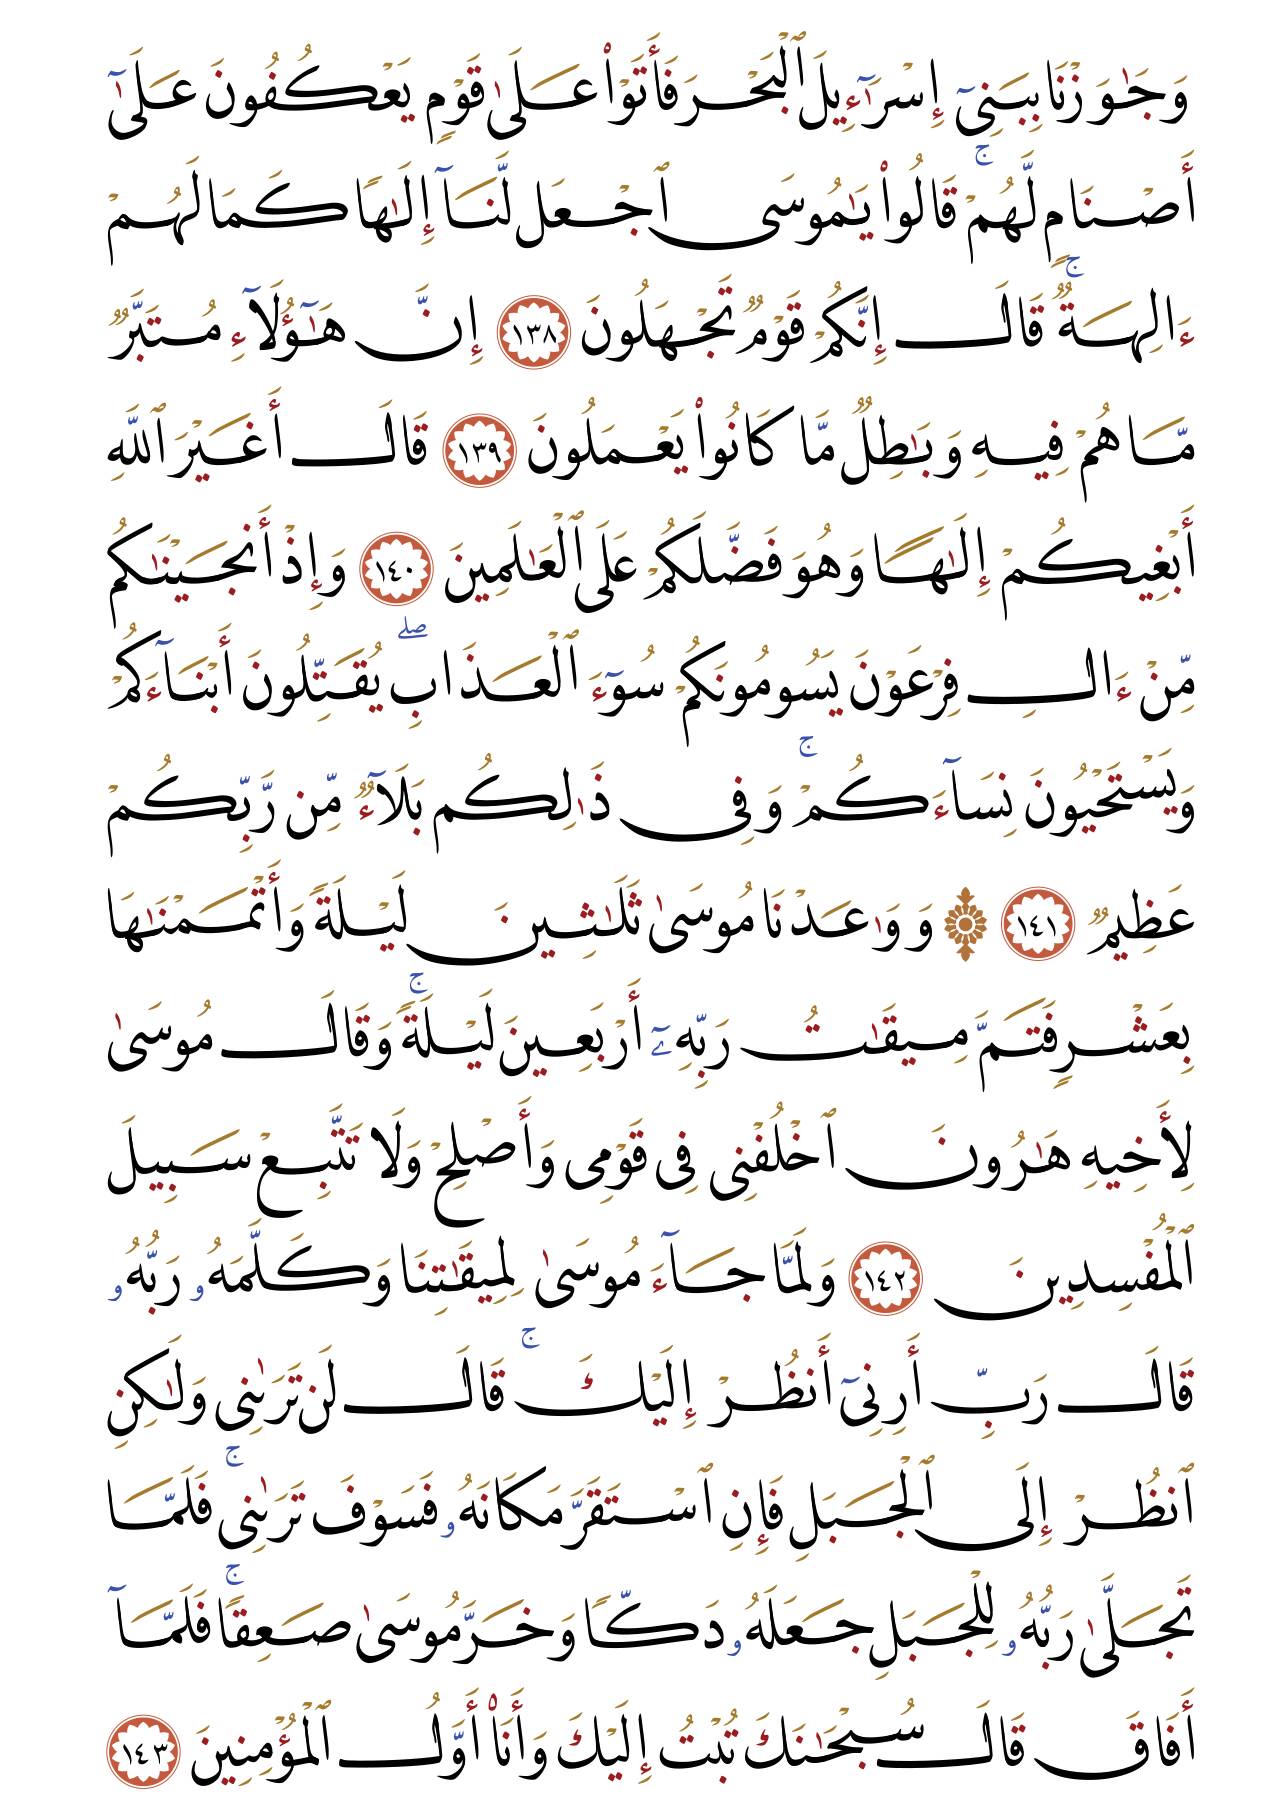 وَجَٰوَزْنَا بِبَنِىٓ إِسْرَٰٓءِيلَ ٱلْبَحْرَ فَأَتَوْا۟ عَلَىٰ قَوْمٍ يَعْكُفُونَ عَلَىٰٓ
أَصْنَامٍ لَّهُمْ ۚ قَالُوا۟ يَٰمُوسَى ٱجْعَل لَّنَآ إِلَٰهًا كَمَا لَهُمْ
ءَالِهَةٌ ۚ قَالَ إِنَّكُمْ قَوْمٌ تَجْهَلُونَ ١٣٨ إِنَّ هَٰٓؤُلَآءِ مُتَبَّرٌ
مَّا هُمْ فِيهِ وَبَٰطِلٌ مَّا كَانُوا۟ يَعْمَلُونَ ١٣٩ قَالَ أَغَيْرَ ٱللَّهِ
أَبْغِيكُمْ إِلَٰهًا وَهُوَ فَضَّلَكُمْ عَلَى ٱلْعَٰلَمِينَ ١٤٠ وَإِذْ أَنجَيْنَٰكُم
مِّنْ ءَالِ فِرْعَوْنَ يَسُومُونَكُمْ سُوٓءَ ٱلْعَذَابِ ۖ يُقَتِّلُونَ أَبْنَآءَكُمْ
وَيَسْتَحْيُونَ نِسَآءَكُمْ ۚ وَفِى ذَٰلِكُم بَلَآءٌ مِّن رَّبِّكُمْ
عَظِيمٌ ١٤١ ۞ وَوَٰعَدْنَا مُوسَىٰ ثَلَٰثِينَ لَيْلَةً وَأَتْمَمْنَٰهَا
بِعَشْرٍ فَتَمَّ مِيقَٰتُ رَبِّهِۦٓ أَرْبَعِينَ لَيْلَةً ۚ وَقَالَ مُوسَىٰ
لِأَخِيهِ هَٰرُونَ ٱخْلُفْنِى فِى قَوْمِى وَأَصْلِحْ وَلَا تَتَّبِعْ سَبِيلَ
ٱلْمُفْسِدِينَ ١٤٢ وَلَمَّا جَآءَ مُوسَىٰ لِمِيقَٰتِنَا وَكَلَّمَهُۥ رَبُّهُۥ
قَالَ رَبِّ أَرِنِىٓ أَنظُرْ إِلَيْكَ ۚ قَالَ لَن تَرَىٰنِى وَلَٰكِنِ
ٱنظُرْ إِلَى ٱلْجَبَلِ فَإِنِ ٱسْتَقَرَّ مَكَانَهُۥ فَسَوْفَ تَرَىٰنِى ۚ فَلَمَّا
تَجَلَّىٰ رَبُّهُۥ لِلْجَبَلِ جَعَلَهُۥ دَكًّا وَخَرَّ مُوسَىٰ صَعِقًا ۚ فَلَمَّآ
أَفَاقَ قَالَ سُبْحَٰنَكَ تُبْتُ إِلَيْكَ وَأَنَا۠ أَوَّلُ ٱلْمُؤْمِنِينَ ١٤٣